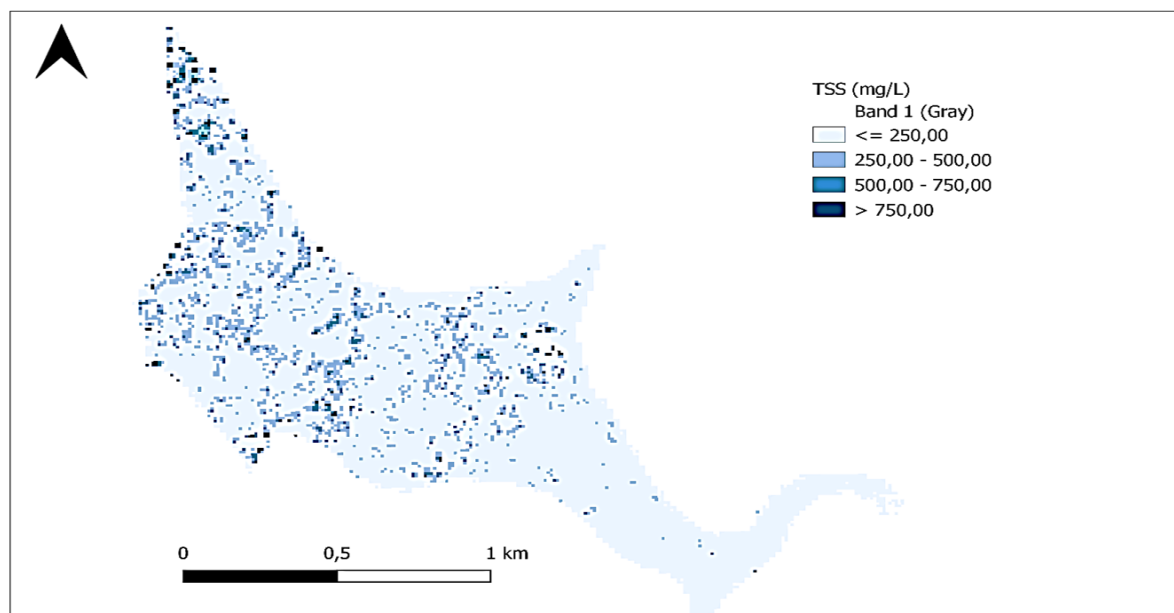 TSS (mg/L)
Band 1 (Gray)
<= 250,00
250,00 - 500,00
500,00 - 750,00
> 750,00
0 0,5 1 km